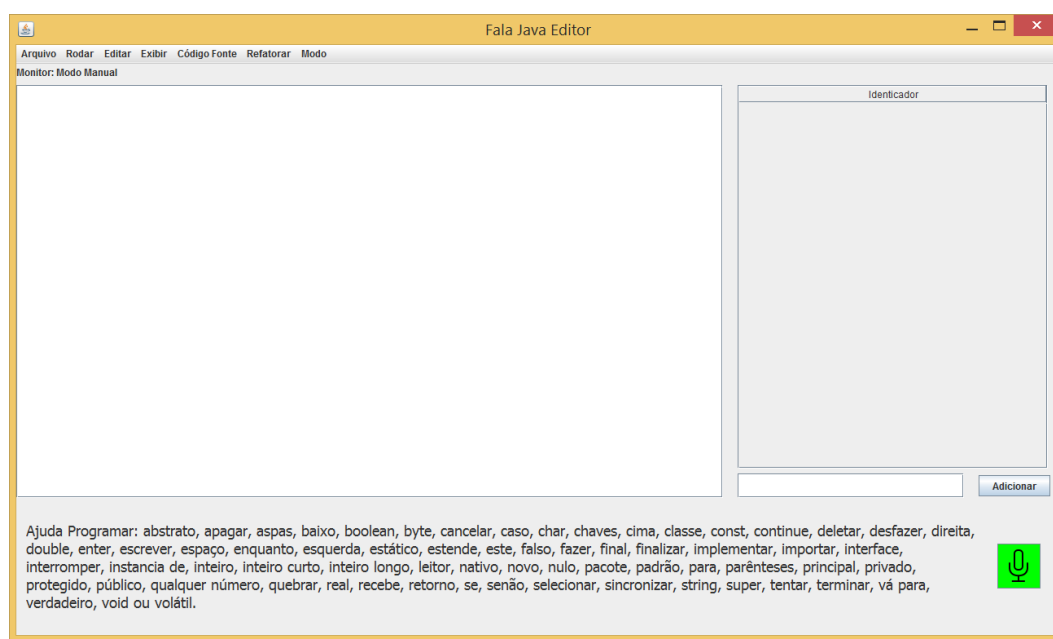 Fala Java Editor
Arquivo Rodar Editar Exibir Código Fonte Refatorar Modo
Monitor: Modo Manual
Identicador
Adicionar
Ajuda Programar: abstrato, apagar, aspas, baixo, boolean, byte, cancelar, caso, char, chaves, cima, classe, const, continue, deletar, desfazer, direita,
double, enter, escrever, espaço, enquanto, esquerda, estático, estende, este, falso, fazer, final, finalizar, implementar, importar, interface,
interromper, instancia de, inteiro, inteiro curto, inteiro longo, leitor, nativo, novo, nulo, pacote, padrão, para, parênteses, principal, privado,
protegido, público, qualquer número, quebrar, real, recebe, retorno, se, senão, selecionar, sincronizar, string, super, tentar, terminar, vá para,
verdadeiro, void ou volátil.